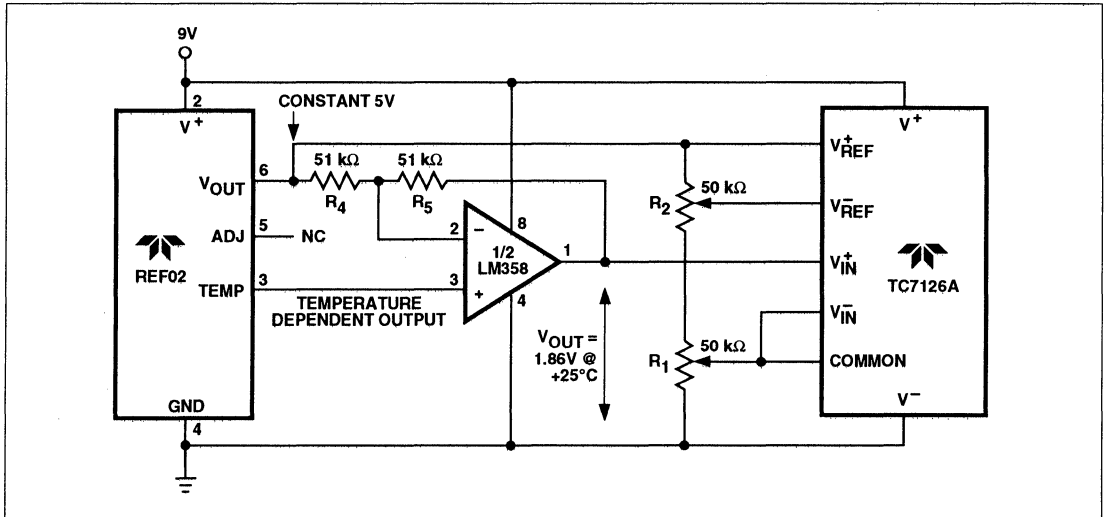 9V
2
V+
CONSTANT 5V
6
VOUT
51 kΩ
R4
51 kΩ
R5
5
ADJ
NC
REF02
3
TEMP
TEMPERATURE
DEPENDENT OUTPUT
GND
4
2
–
8
1/2
LM358
1
3
+
4
VOUT =
1.86V @
+25°C
50 kΩ
R2
50 kΩ
R1
V+
V+REF
V–REF
V+IN
TC7126A
V–IN
COMMON
V–